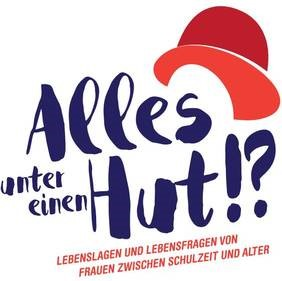 Alles
unter
einen Hut!?
LEBENSLAGEN UND LEBENSFRAGEN VON
FRAUEN ZWISCHEN SCHULZEIT UND ALTER